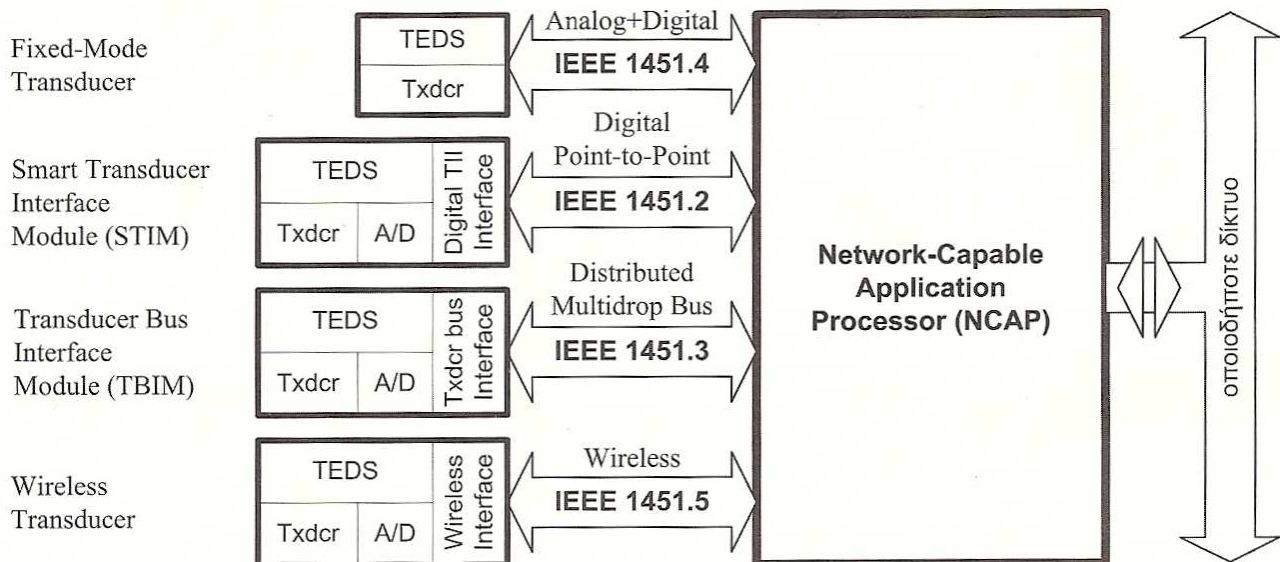 Fixed-Mode
Transducer
TEDS
Txdcr
Analog+Digital
IEEE 1451.4
Smart Transducer
Interface
Module (STIM)
TEDS
Txdcr
A/D
Digital TII
Interface
Digital
Point-to-Point
IEEE 1451.2
Transducer Bus
Interface
Module (TBIM)
TEDS
Txdcr
A/D
Txdcr bus
Interface
Distributed
Multidrop Bus
IEEE 1451.3
Wireless
Transducer
TEDS
Txdcr
A/D
Wireless
Interface
Wireless
IEEE 1451.5
Network-Capable
Application
Processor (NCAP)
οποιοδήποτε δίκτυο